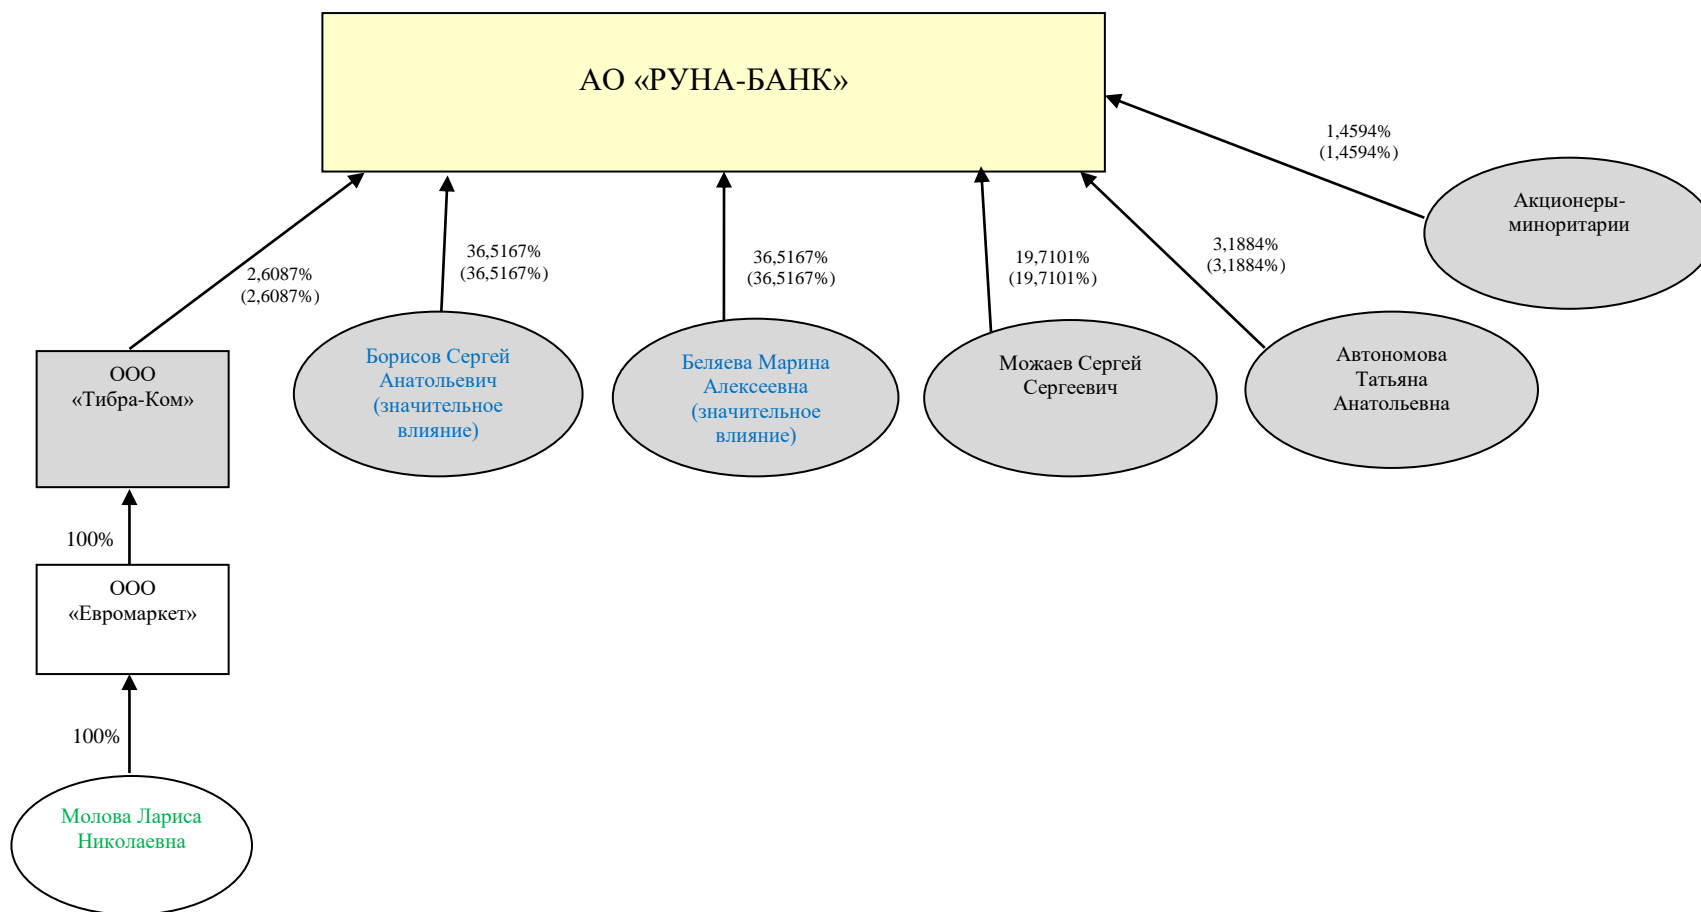 АО «РУНА-БАНК»
1,4594%
(1,4594%)
Акционеры-
миноритарии
2,6087%
(2,6087%)
36,5167%
(36,5167%)
36,5167%
(36,5167%)
19,7101%
(19,7101%)
3,1884%
(3,1884%)
ООО
«Тибра-Ком»
Борисов Сергей
Анатольевич
(значительное
влияние)
Беляева Марина
Алексеевна
(значительное
влияние)
Можаев Сергей
Сергеевич
Автономова
Татьяна
Анатольевна
100%
ООО
«Евромаркет»
100%
Молова Лариса
Николаевна